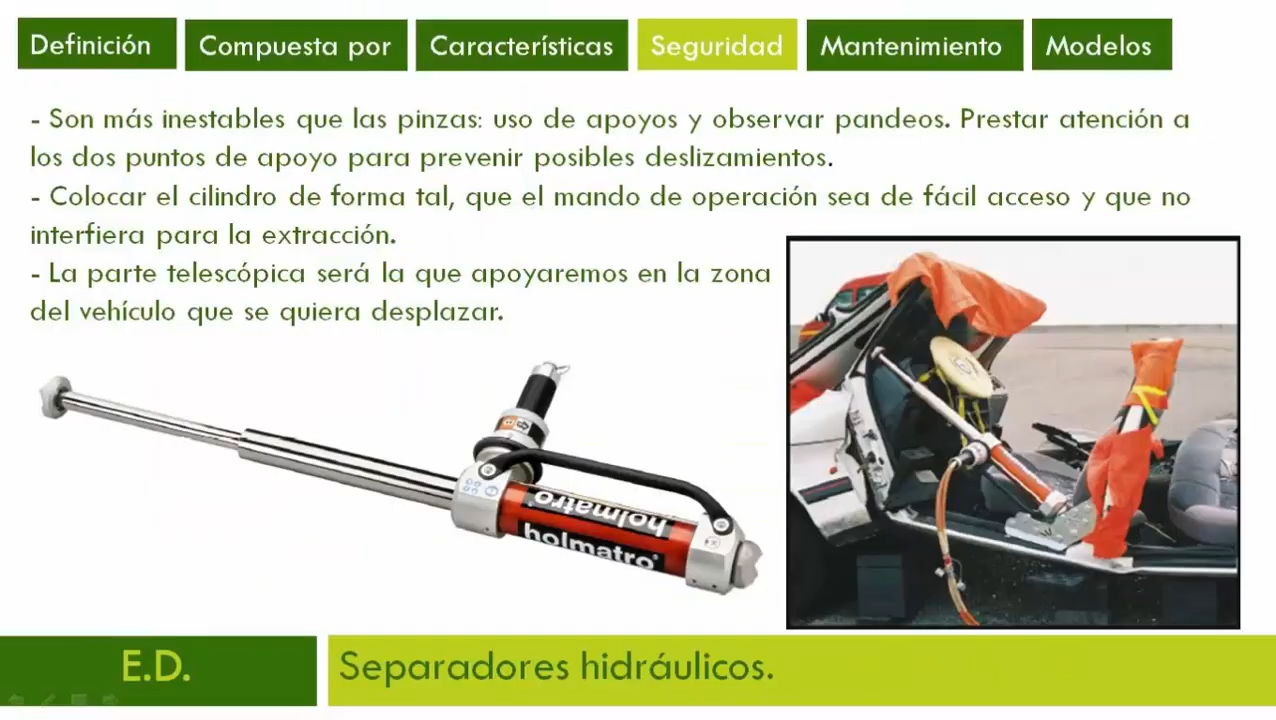 Definición Compuesta por Características Seguridad Mantenimiento Modelos
- Son más inestables que las pinzas: uso de apoyos y observar pandeos. Prestar atención a
los dos puntos de apoyo para prevenir posibles deslizamientos.
- Colocar el cilindro de forma tal, que el mando de operación sea de fácil acceso y que no
interfiera para la extracción.
- La parte telescópica será la que apoyaremos en la zona
del vehículo que se quiera desplazar.
holmatro
holmatro
E.D. Separadores hidráulicos.